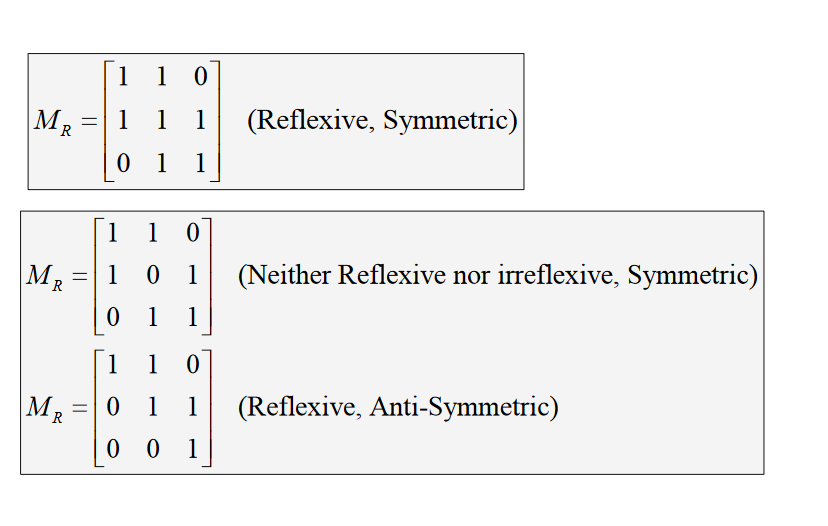 1 1 0
M_R = 1 1 1 (Reflexive, Symmetric)
0 1 1
1 1 0
M_R = 1 0 1 (Neither Reflexive nor irreflexive, Symmetric)
0 1 1
1 1 0
M_R = 0 1 1 (Reflexive, Anti-Symmetric)
0 0 1